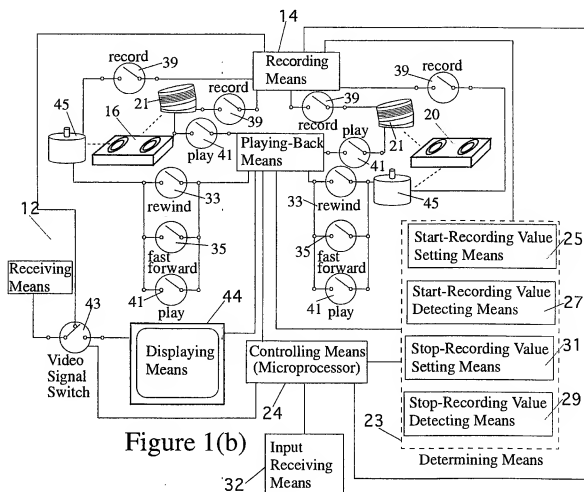 14
Recording Means
record
39
record
39
record
39
record
39
21
16
45
play
41
Playing-Back Means
play
41
21
20
45
33
rewind
35
fast forward
41
play
33
rewind
35
fast forward
41
play
12
Receiving Means
43
Video Signal Switch
44
Displaying Means
Controlling Means (Microprocessor)
24
Input Receiving Means
32
Start-Recording Value Setting Means
25
Start-Recording Value Detecting Means
27
Stop-Recording Value Setting Means
31
Stop-Recording Value Detecting Means
29
23
Determining Means
Figure 1(b)